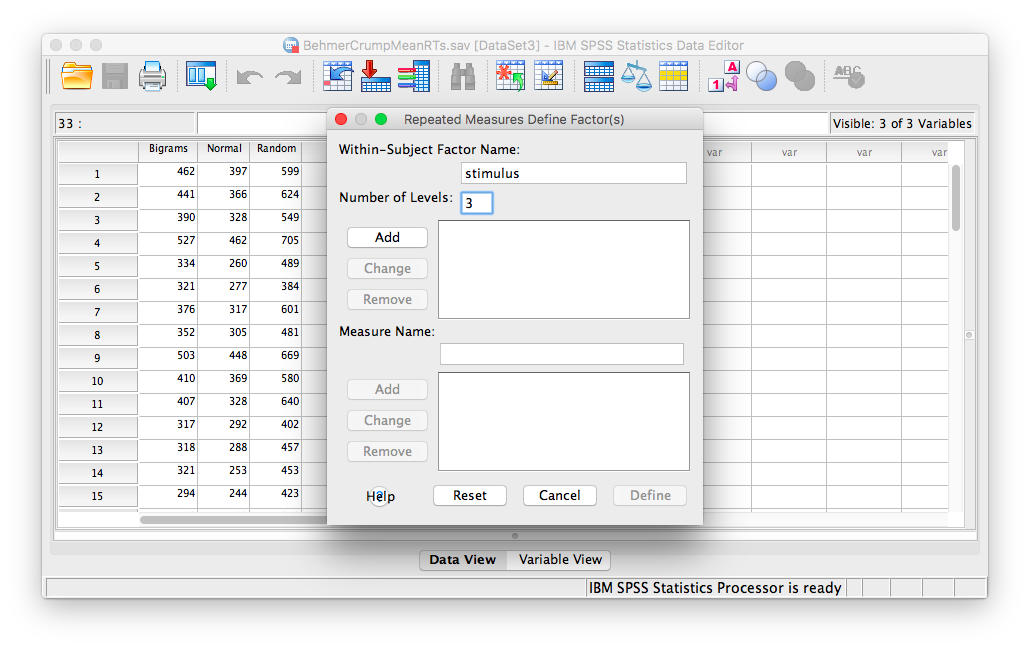 BehmerCrumpMeanRTs.sav [DataSet3] - IBM SPSS Statistics Data Editor
1 A
ABC
33 :
Visible: 3 of 3 Variables
Bigrams Normal Random var var var var
1 462 397 599
2 441 366 624
3 390 328 549
4 527 462 705
5 334 260 489
6 321 277 384
7 376 317 601
8 352 305 481
9 503 448 669
10 410 369 580
11 407 328 640
12 317 292 402
13 318 288 457
14 321 253 453
15 294 244 423
Repeated Measures Define Factor(s)
Within-Subject Factor Name:
stimulus
Number of Levels: 3
Add
Change
Remove
Measure Name:
Add
Change
Remove
Help Reset Cancel Define
Data View Variable View
IBM SPSS Statistics Processor is ready